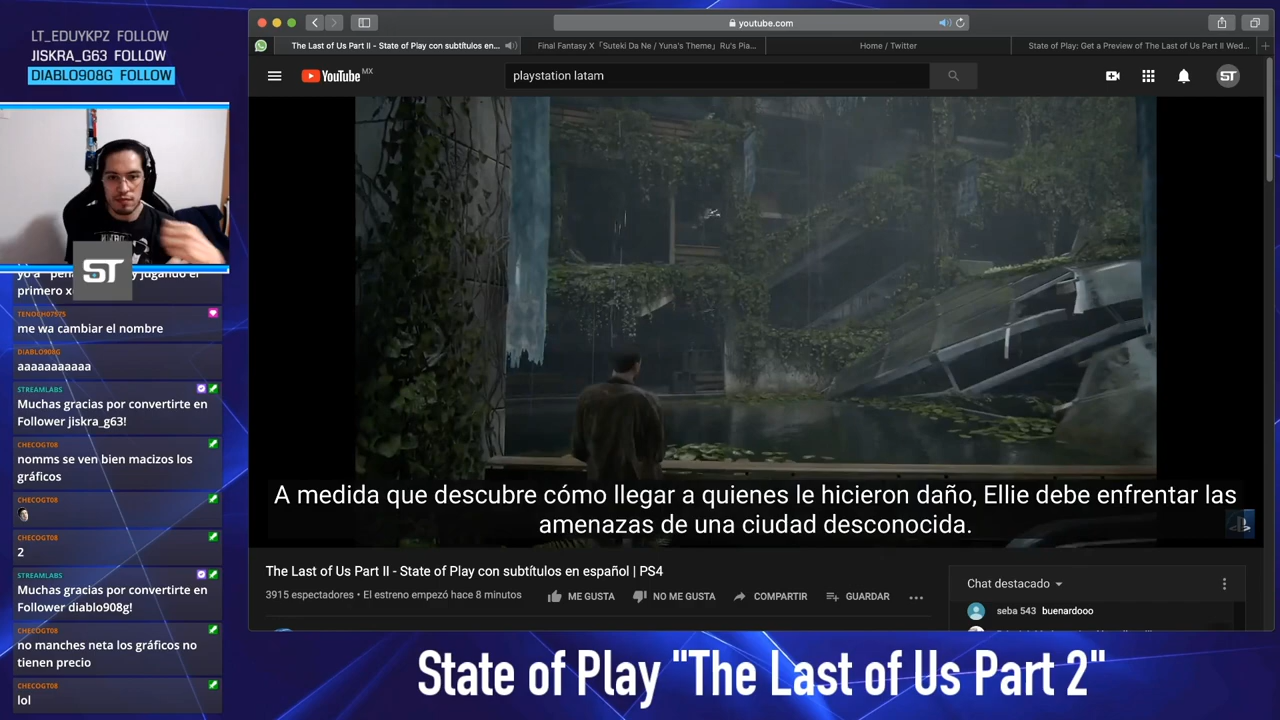 LT_EDUYKPZ FOLLOW
JISKRA_G63 FOLLOW
DIABLO908G FOLLOW
ST
jugando el
primero x
TENOCH07575
me wa cambiar el nombre
DIABLO908G
aaaaaaaaaaa
STREAMLABS
Muchas gracias por convertirte en
Follower jiskra_g63!
CHECOGT08
nomms se ven bien macizos los
gráficos
CHECOGT08
CHECOGT08
2
STREAMLABS
Muchas gracias por convertirte en
Follower diablo908g!
CHECOGT08
no manches neta los gráficos no
tienen precio
CHECOGT08
lol
youtube.com
The Last of Us Part II - State of Play con subtítulos en...
Final Fantasy X「Suteki Da Ne / Yuna's Theme」Ru's Pia...
Home / Twitter
State of Play: Get a Preview of The Last of Us Part II Wed...
YouTube MX
playstation latam
ST
A medida que descubre cómo llegar a quienes le hicieron daño, Ellie debe enfrentar las
amenazas de una ciudad desconocida.
The Last of Us Part II - State of Play con subtítulos en español | PS4
3915 espectadores • El estreno empezó hace 8 minutos
ME GUSTA
NO ME GUSTA
COMPARTIR
GUARDAR
Chat destacado
seba 543 buenardooo
State of Play "The Last of Us Part 2"